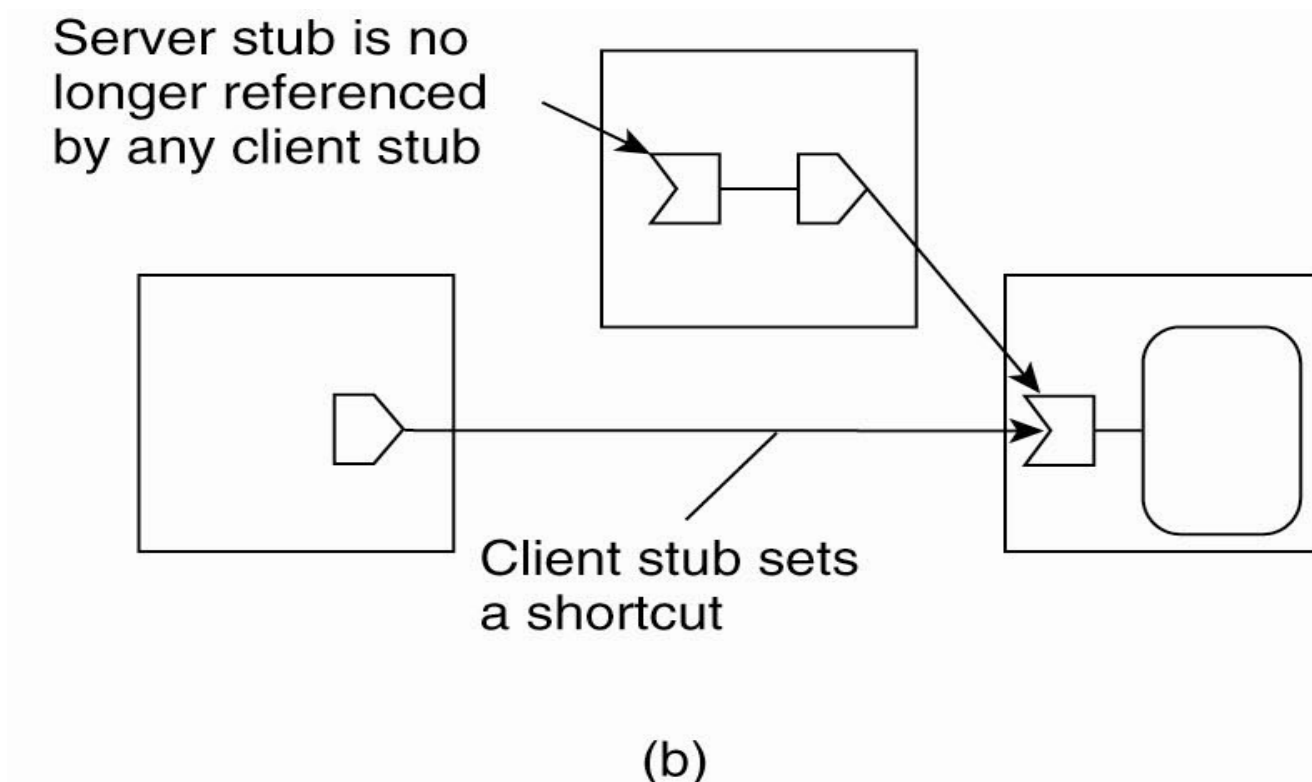 Server stub is no
longer referenced
by any client stub
Client stub sets
a shortcut
(b)